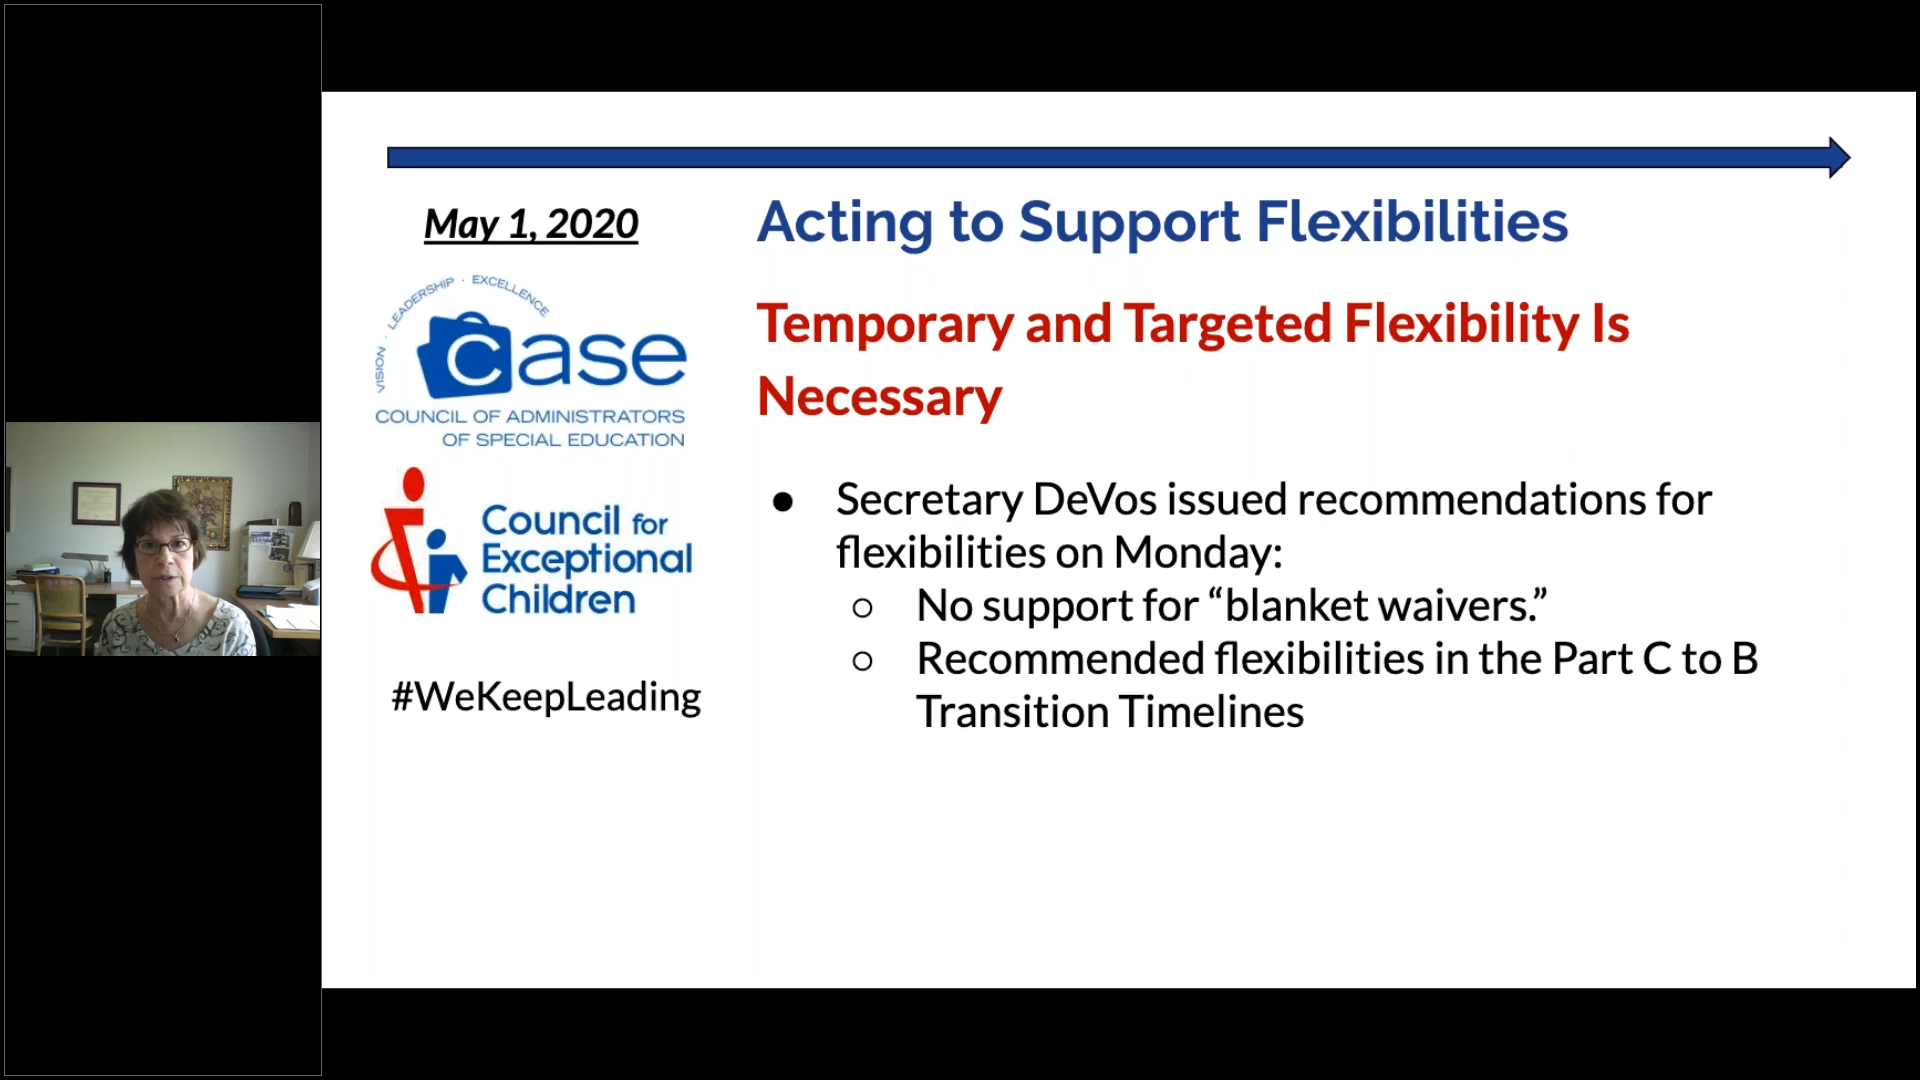 May 1, 2020
VISION · LEADERSHIP · EXCELLENCE
case
COUNCIL OF ADMINISTRATORS
OF SPECIAL EDUCATION
Council for
Exceptional
Children
#WeKeepLeading
Acting to Support Flexibilities
Temporary and Targeted Flexibility Is
Necessary
● Secretary DeVos issued recommendations for
flexibilities on Monday:
○ No support for “blanket waivers.”
○ Recommended flexibilities in the Part C to B
Transition Timelines